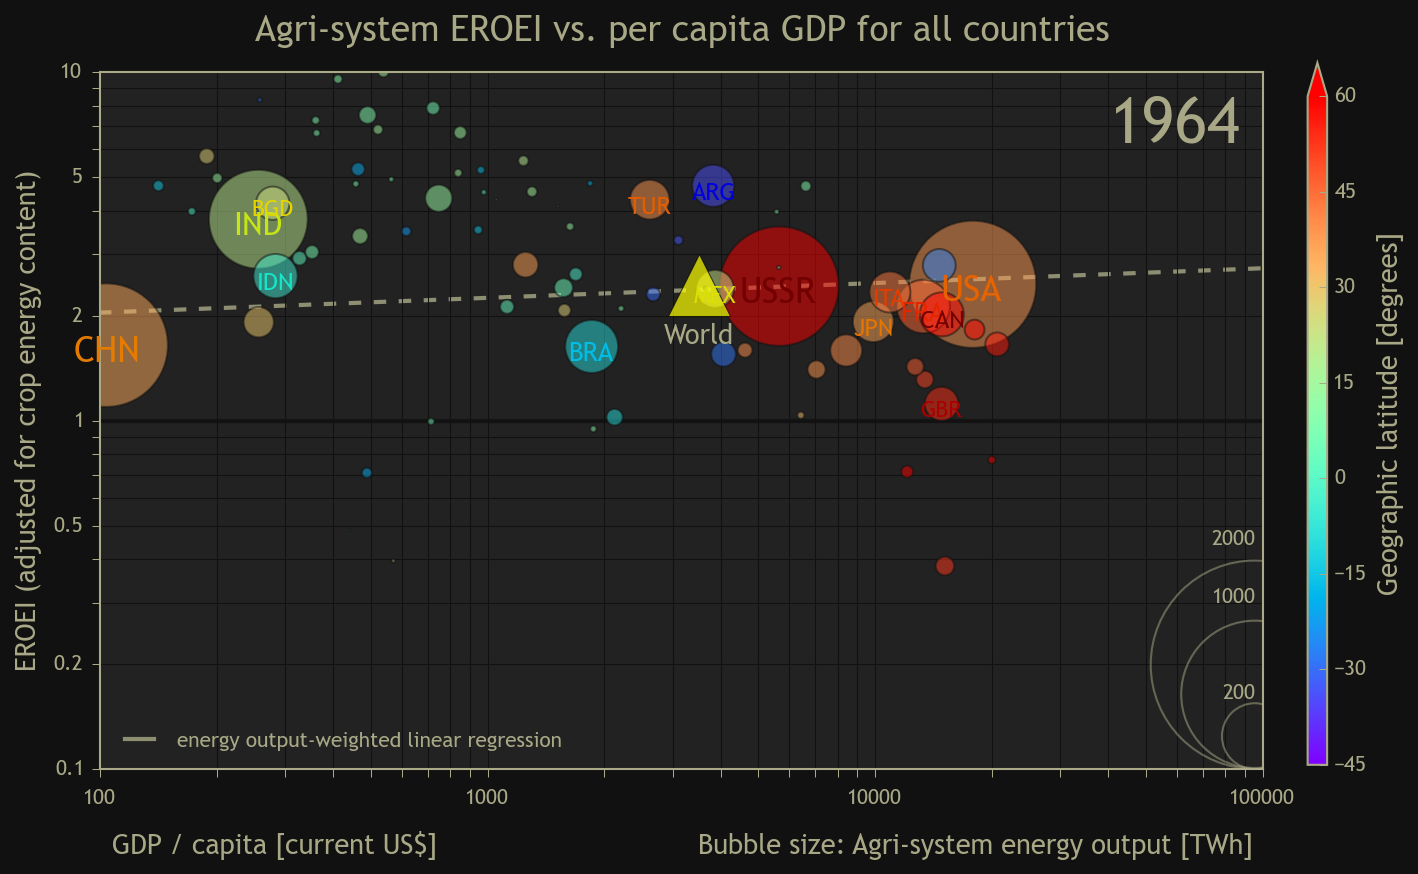 Agri-system EROEI vs. per capita GDP for all countries
1964
EROEI (adjusted for crop energy content)
10
5
2
1
0.5
0.2
0.1
BGD
IND
IDN
CHN
TUR
ARG
MEX
USSR
World
BRA
USA
ITA
FRA
CAN
JPN
GBR
2000
1000
200
energy output-weighted linear regression
100
1000
10000
100000
GDP / capita [current US$]
Bubble size: Agri-system energy output [TWh]
60
45
30
15
0
−15
−30
−45
Geographic latitude [degrees]